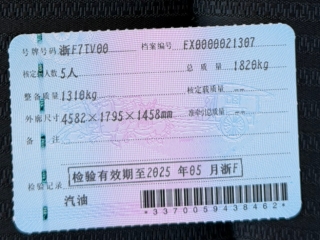 号牌号码 浙F7TV00 档案编号 FX0000021307
核定载人数 5人 总质量 1820kg
整备质量 1310kg 核定载质量
外廓尺寸 4582×1795×1458mm 准牵引总质量
备注
检验记录 检验有效期至2025年05月浙F
汽油
*3370059438462*